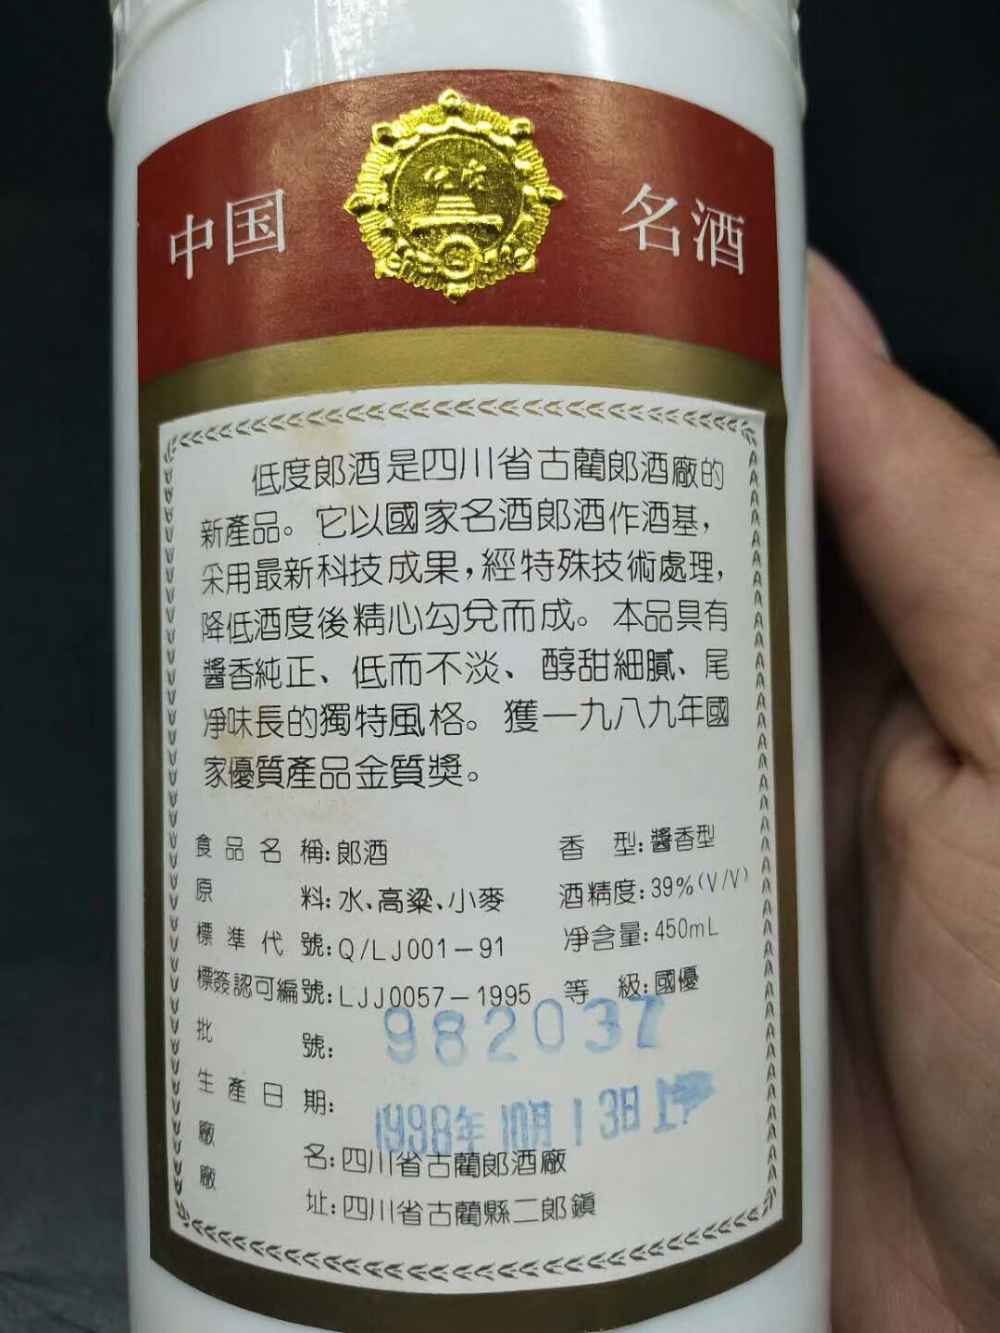 中国 名酒
低度郎酒是四川省古藺郎酒廠的
新產品。它以國家名酒郎酒作酒基，
采用最新科技成果，經特殊技術處理，
降低酒度後精心勾兌而成。本品具有
醬香純正、低而不淡、醇甜細膩、尾
凈味長的獨特風格。獲一九八九年國
家優質產品金質獎。
食品名稱:郎酒 香型:醬香型
原料:水、高粱、小麥 酒精度:39%(V/V)
標準代號:Q/LJ001－91 凈含量:450mL
標簽認可編號:LJJ0057－1995 等級:國優
批號: 982037
生產日期: 1998年10月13日
廠名:四川省古藺郎酒廠
廠址:四川省古藺縣二郎鎮